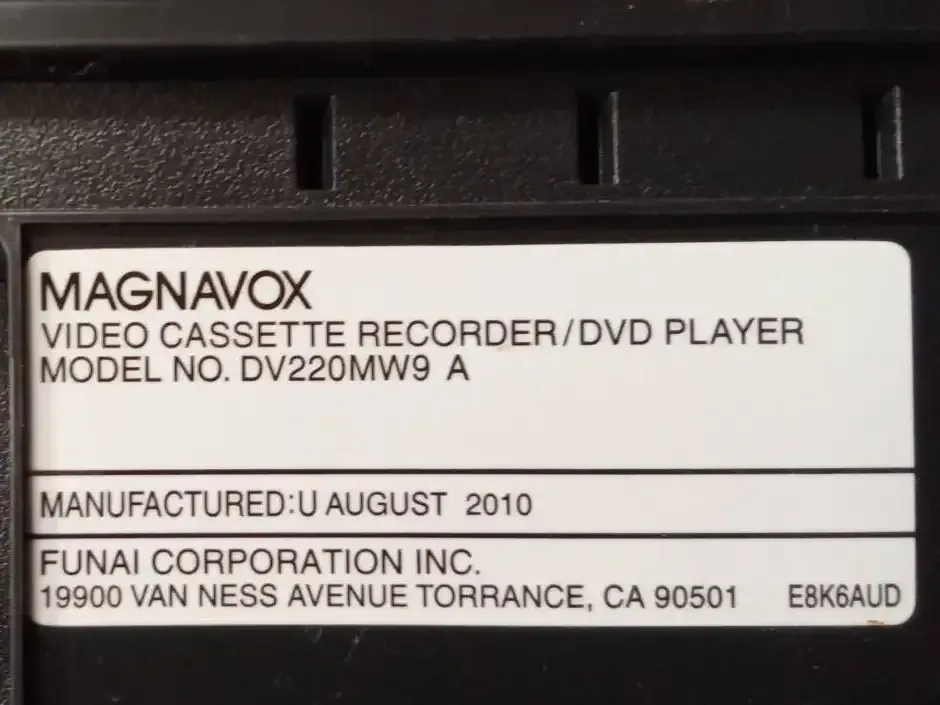 MAGNAVOX
VIDEO CASSETTE RECORDER/DVD PLAYER
MODEL NO. DV220MW9 A
MANUFACTURED:U AUGUST 2010
FUNAI CORPORATION INC.
19900 VAN NESS AVENUE TORRANCE, CA 90501 E8K6AUD